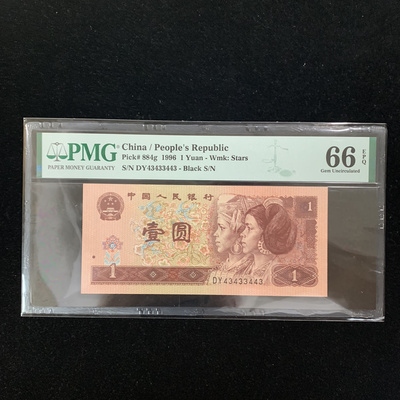 PMG
PAPER MONEY GUARANTY
China / People's Republic
Pick# 884g 1996 1 Yuan - Wmk: Stars
S/N DY43433443 - Black S/N
66 EPQ
Gem Uncirculated
中国人民银行
1
壹圆
DY43433443
1
1